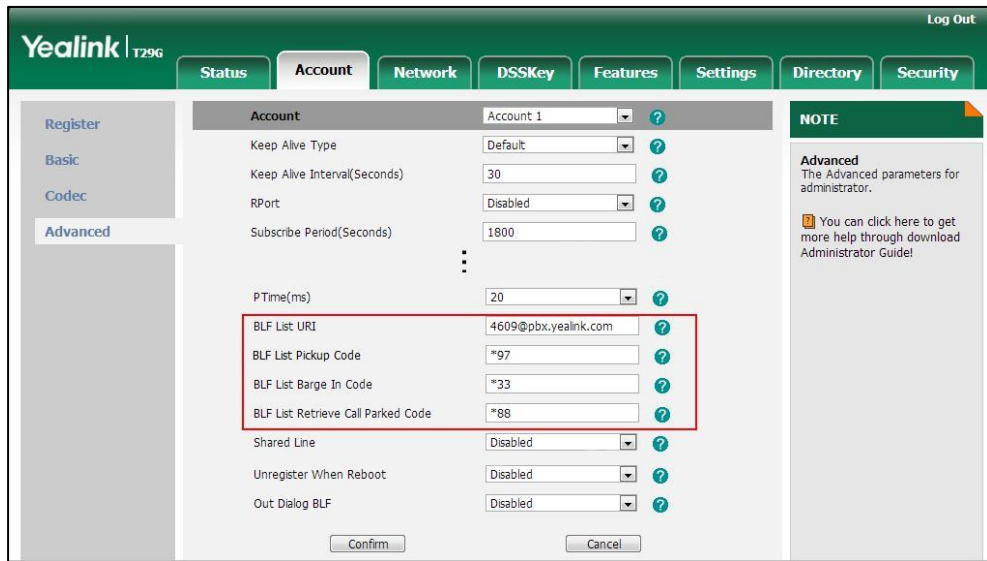 Log Out
Yealink | T29G
Status Account Network DSSKey Features Settings Directory Security
Register
Basic
Codec
Advanced
Account Account 1 ?
Keep Alive Type Default ?
Keep Alive Interval(Seconds) 30 ?
RPort Disabled ?
Subscribe Period(Seconds) 1800 ?
PTime(ms) 20 ?
BLF List URI 4609@pbx.yealink.com ?
BLF List Pickup Code *97 ?
BLF List Barge In Code *33 ?
BLF List Retrieve Call Parked Code *88 ?
Shared Line Disabled ?
Unregister When Reboot Disabled ?
Out Dialog BLF Disabled ?
Confirm Cancel
NOTE
Advanced
The Advanced parameters for
administrator.
? You can click here to get
more help through download
Administrator Guide!